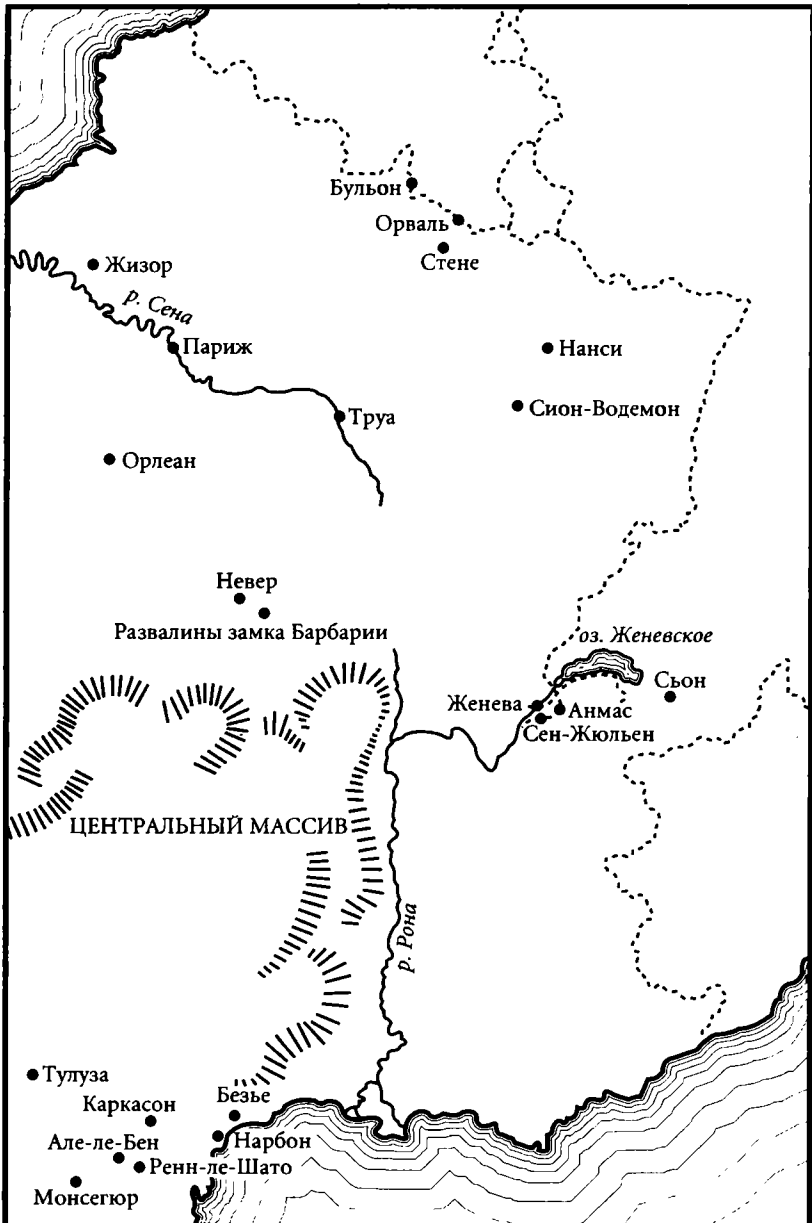 Бульон
Орваль
Стене
Жизор
р. Сена
Париж
Нанси
Сион-Водемон
Труа
Орлеан
Невер
Развалины замка Барбарии
оз. Женевское
Сьон
Женева
Анмас
Сен-Жюльен
ЦЕНТРАЛЬНЫЙ МАССИВ
р. Рона
Тулуза
Каркасон
Безье
Але-ле-Бен
Нарбон
Ренн-ле-Шато
Монсегюр